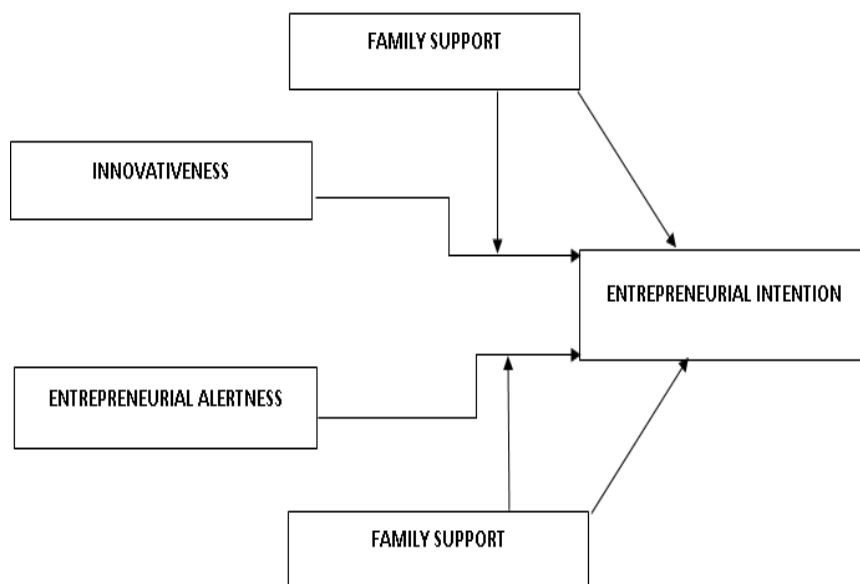 FAMILY SUPPORT
INNOVATIVENESS
ENTREPRENEURIAL INTENTION
ENTREPRENEURIAL ALERTNESS
FAMILY SUPPORT